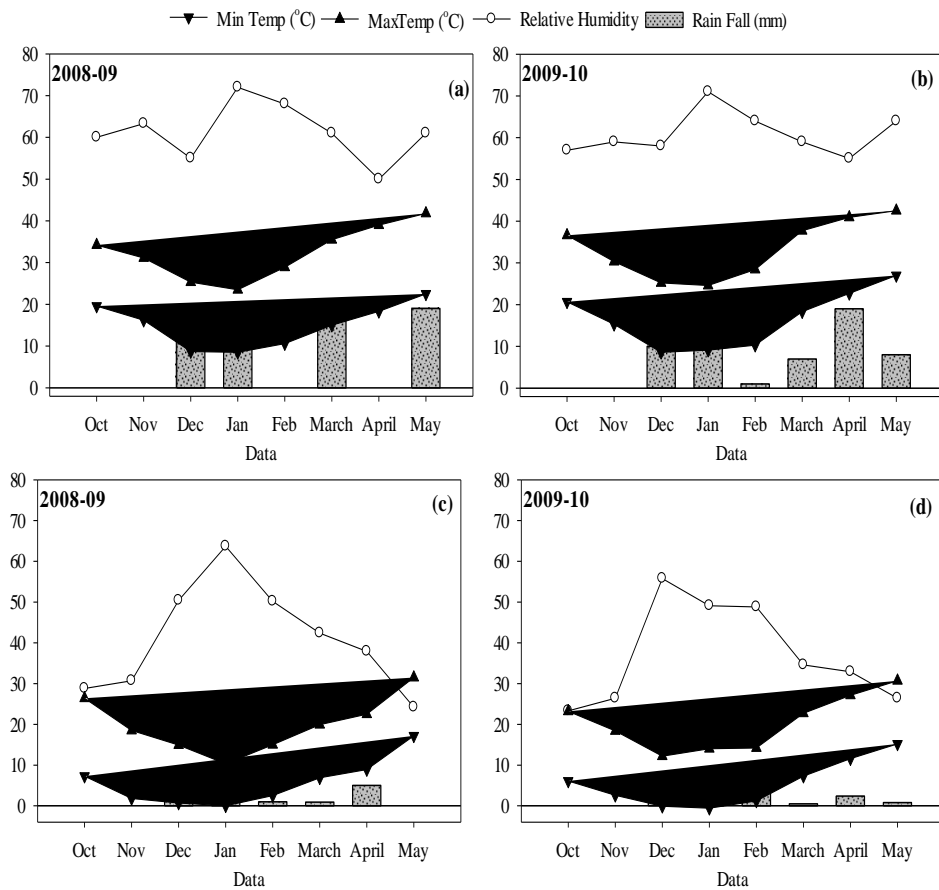 Min Temp (°C) MaxTemp (°C) Relative Humidity Rain Fall (mm)
2008-09 (a)
80
70
60
50
40
30
20
10
0
Oct Nov Dec Jan Feb March April May
Data
2009-10 (b)
80
70
60
50
40
30
20
10
0
Oct Nov Dec Jan Feb March April May
Data
2008-09 (c)
80
70
60
50
40
30
20
10
0
Oct Nov Dec Jan Feb March April May
Data
2009-10 (d)
80
70
60
50
40
30
20
10
0
Oct Nov Dec Jan Feb March April May
Data